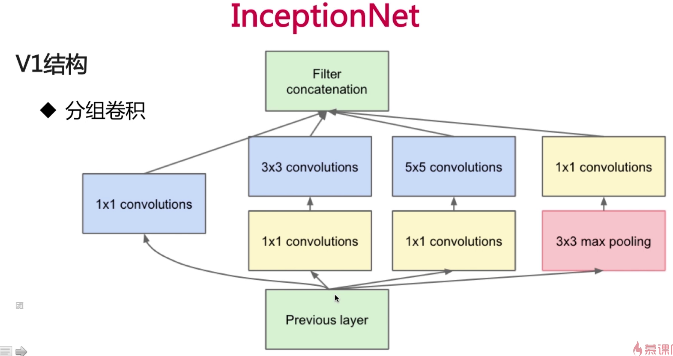 InceptionNet
V1结构
◆ 分组卷积
Filter
concatenation
3x3 convolutions
5x5 convolutions
1x1 convolutions
1x1 convolutions
1x1 convolutions
1x1 convolutions
3x3 max pooling
Previous layer
慕课